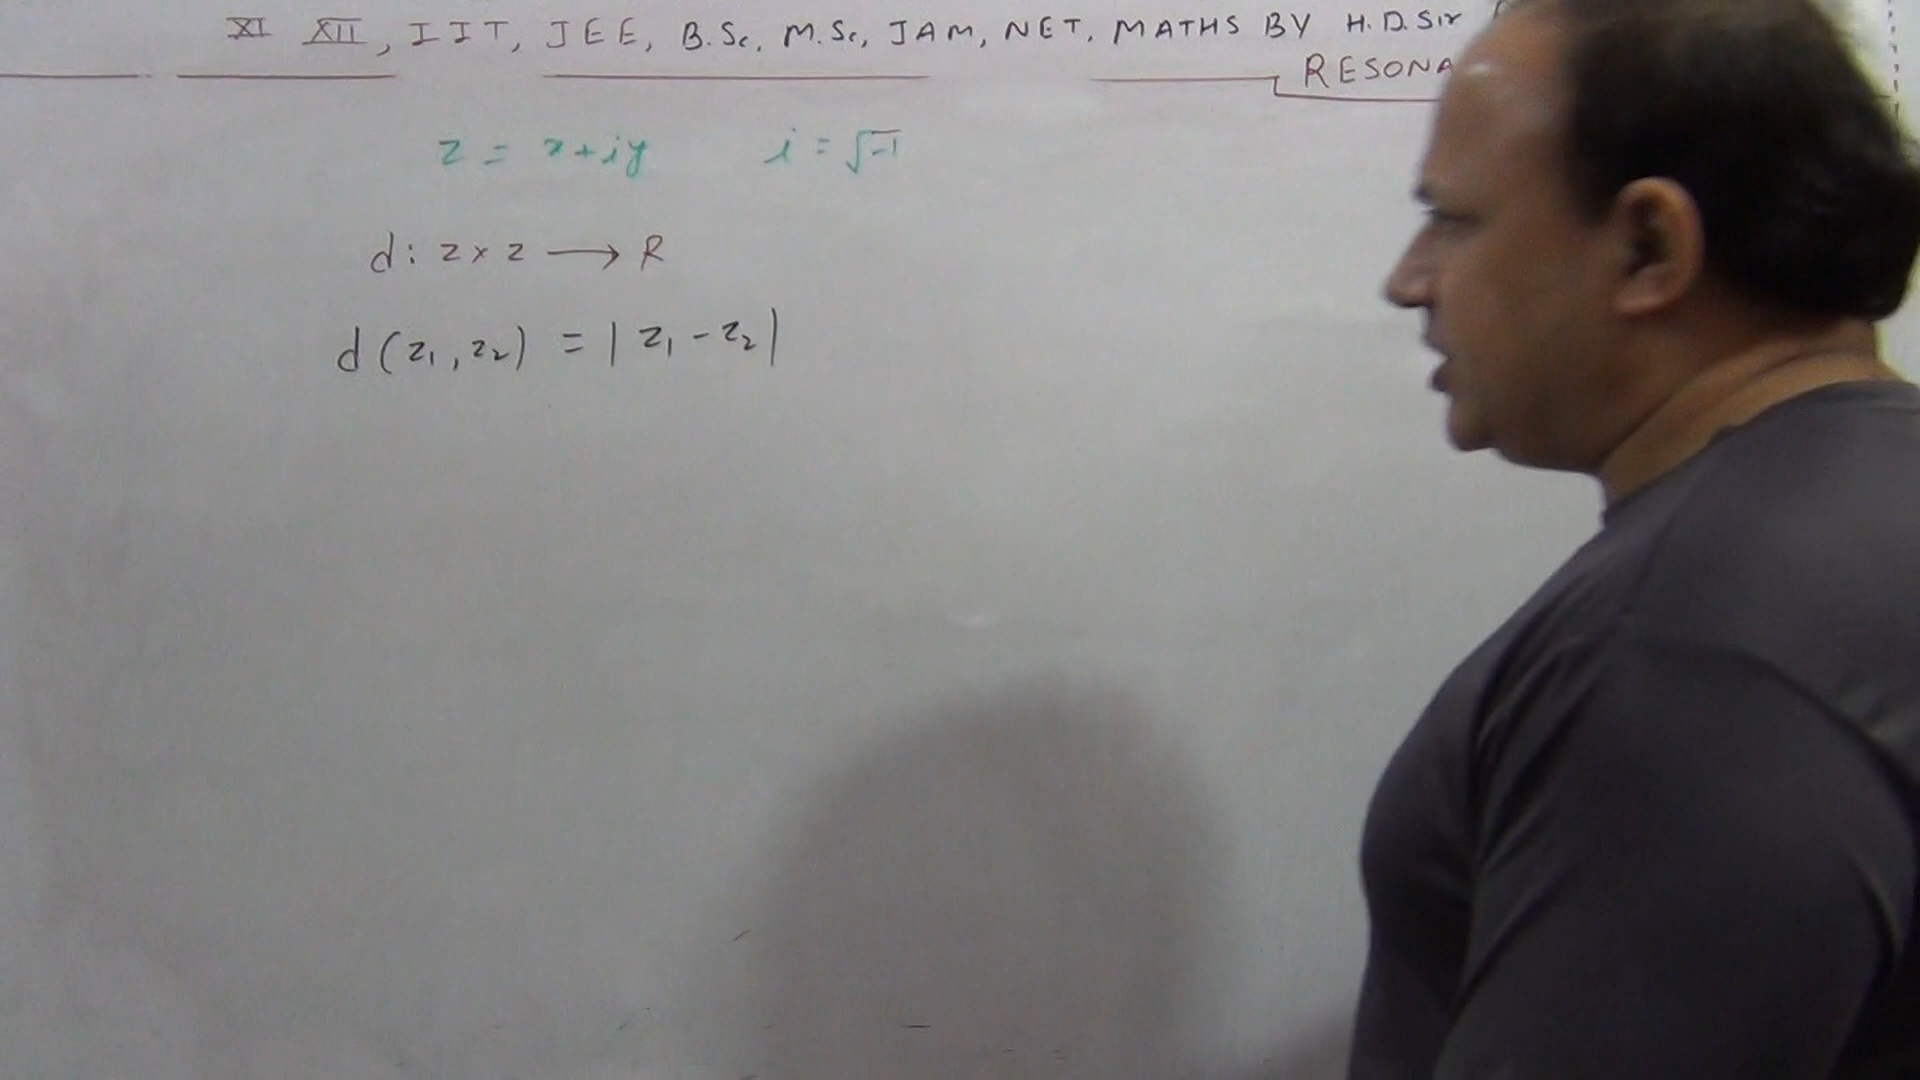 XI XII, IIT, JEE, B.Sc, M.Sc, JAM, NET, MATHS BY H.D.Sir
RESONA
z = x+iy i = √-1
d: z x z ⟶ R
d (z₁, z₂) = | z₁ - z₂ |